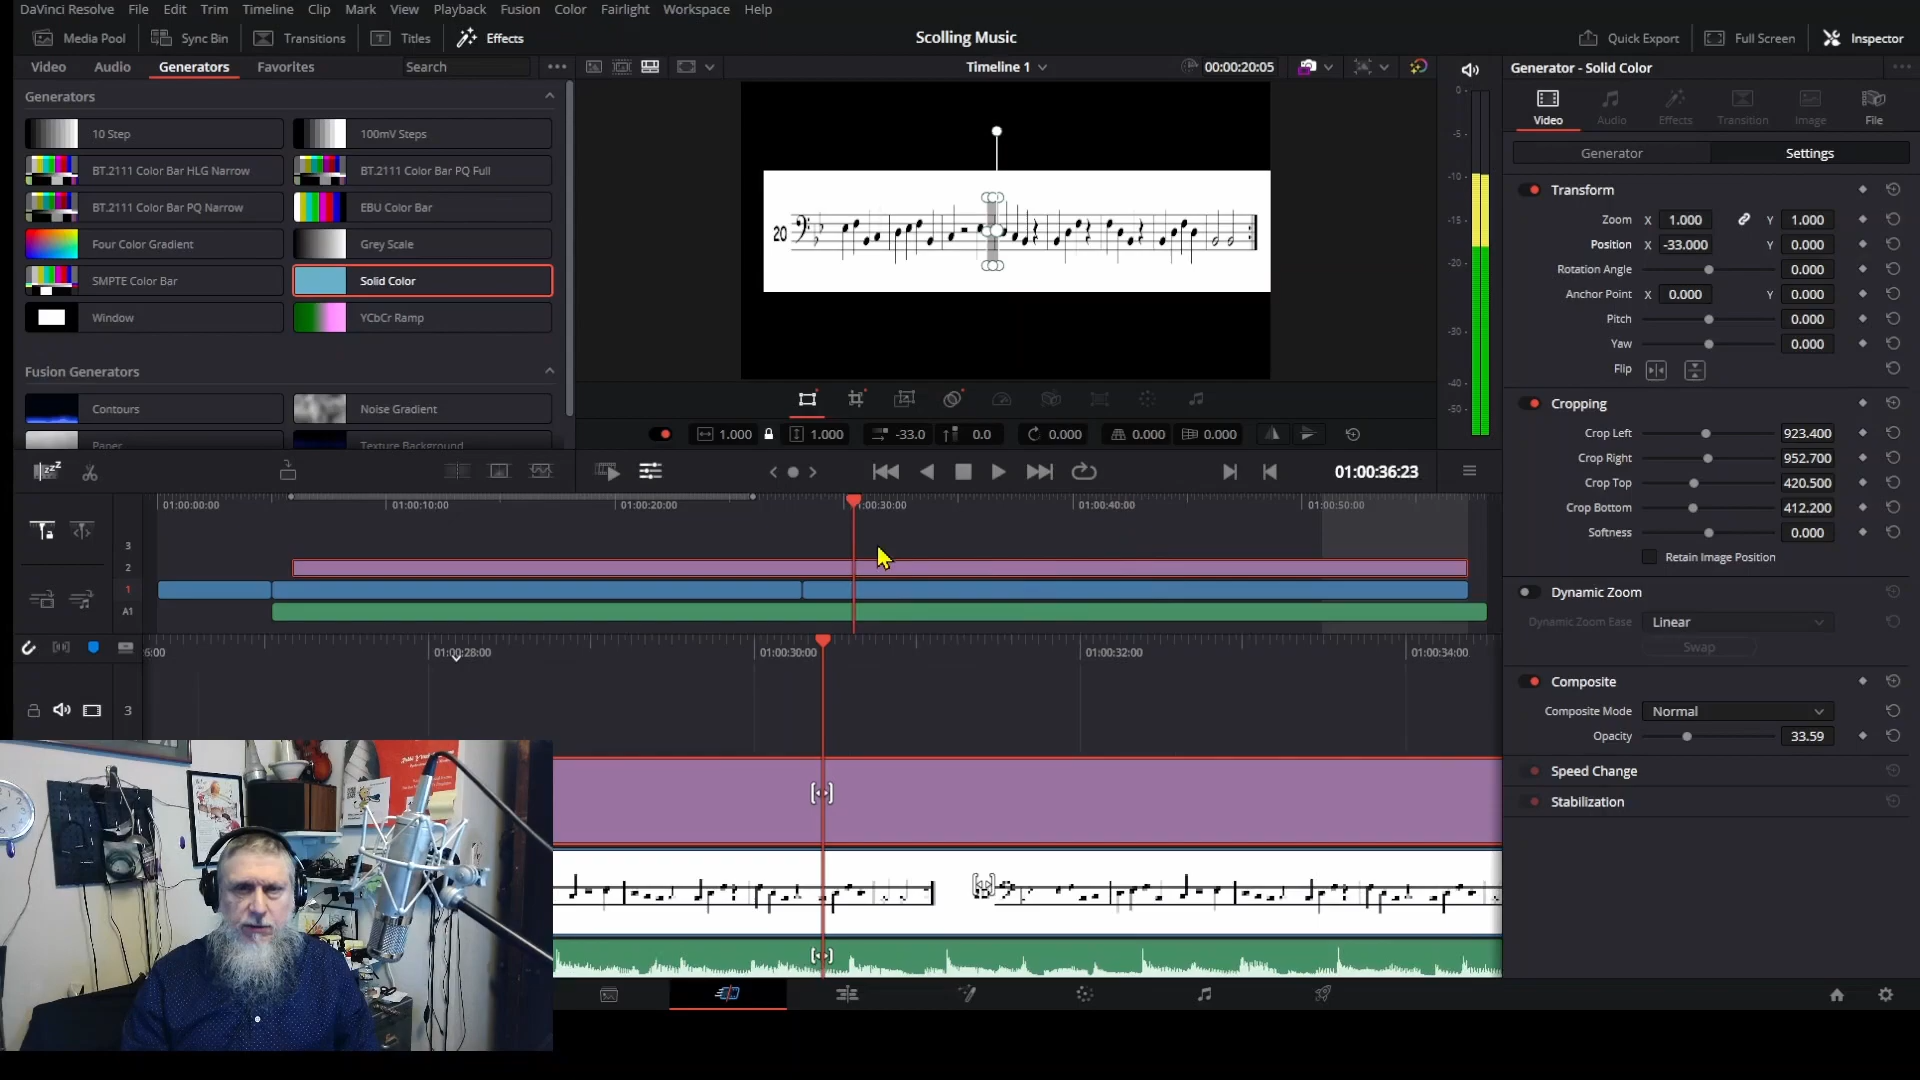 DaVinci Resolve File Edit Trim Timeline Clip Mark View Playback Fusion Color Fairlight Workspace Help
Media Pool Sync Bin Transitions Titles Effects Scolling Music Quick Export Full Screen Inspector
Video Audio Generators Favorites Search Timeline 1 00:00:20:05 Generator - Solid Color
Generators
10 Step 100mV Steps
BT.2111 Color Bar HLG Narrow BT.2111 Color Bar PQ Full
BT.2111 Color Bar PQ Narrow EBU Color Bar
Four Color Gradient Grey Scale
SMPTE Color Bar Solid Color
Window YCbCr Ramp
Fusion Generators
Contours Noise Gradient
Paper Texture Background
20
1.000 1.000 -33.0 0.0 0.000 0.000 0.000
01:00:36:23
0
-5
-10
-15
-20
-30
-40
-50
Video Audio Effects Transition Image File
Generator Settings
Transform
Zoom X 1.000 Y 1.000
Position X -33.000 Y 0.000
Rotation Angle 0.000
Anchor Point X 0.000 Y 0.000
Pitch 0.000
Yaw 0.000
Flip
Cropping
Crop Left 923.400
Crop Right 952.700
Crop Top 420.500
Crop Bottom 412.200
Softness 0.000
Retain Image Position
Dynamic Zoom
Dynamic Zoom Ease Linear
Swap
Composite
Composite Mode Normal
Opacity 33.59
Speed Change
Stabilization
01:00:00:00 01:00:10:00 01:00:20:00 :00:30:00 01:00:40:00 01:00:50:00
3
2
1
A1
6:00 01:00:28:00 01:00:30:00 01:00:32:00 01:00:34:00
3